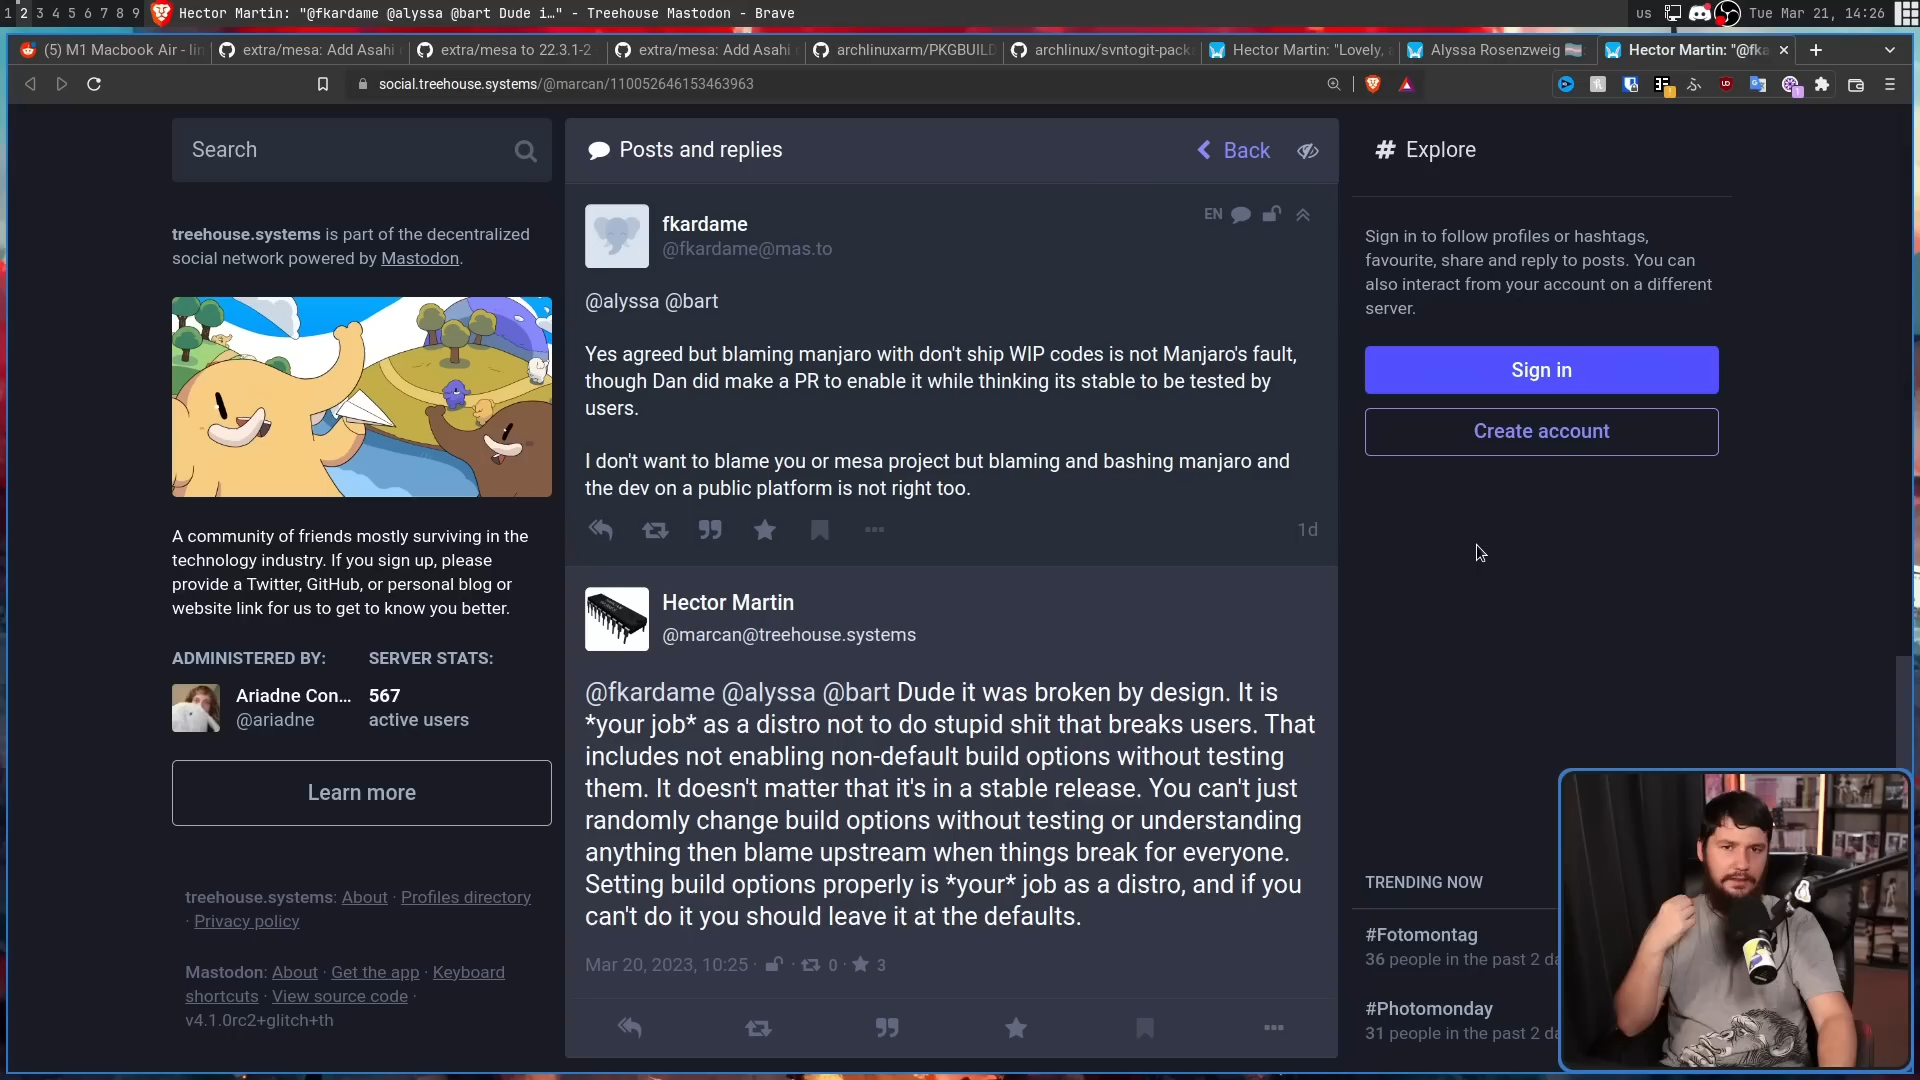 1 2 3 4 5 6 7 8 9 Hector Martin: "@fkardame @alyssa @bart Dude i…" - Treehouse Mastodon - Brave
us Tue Mar 21, 14:26
(5) M1 Macbook Air - lin
extra/mesa: Add Asahi
extra/mesa to 22.3.1-2
extra/mesa: Add Asahi
archlinuxarm/PKGBUILD
archlinux/svntogit-pack
Hector Martin: "Lovely,
Alyssa Rosenzweig
Hector Martin: "@fka
social.treehouse.systems/@marcan/110052646153463963
Search
treehouse.systems is part of the decentralized
social network powered by Mastodon.
A community of friends mostly surviving in the
technology industry. If you sign up, please
provide a Twitter, GitHub, or personal blog or
website link for us to get to know you better.
ADMINISTERED BY:
Ariadne Con…
@ariadne
SERVER STATS:
567
active users
Learn more
treehouse.systems: About · Profiles directory
· Privacy policy
Mastodon: About · Get the app · Keyboard
shortcuts · View source code ·
v4.1.0rc2+glitch+th
Posts and replies
Back
fkardame
@fkardame@mas.to
EN
@alyssa @bart
Yes agreed but blaming manjaro with don't ship WIP codes is not Manjaro's fault,
though Dan did make a PR to enable it while thinking its stable to be tested by
users.
I don't want to blame you or mesa project but blaming and bashing manjaro and
the dev on a public platform is not right too.
1d
Hector Martin
@marcan@treehouse.systems
@fkardame @alyssa @bart Dude it was broken by design. It is
*your job* as a distro not to do stupid shit that breaks users. That
includes not enabling non-default build options without testing
them. It doesn't matter that it's in a stable release. You can't just
randomly change build options without testing or understanding
anything then blame upstream when things break for everyone.
Setting build options properly is *your* job as a distro, and if you
can't do it you should leave it at the defaults.
Mar 20, 2023, 10:25 · · 0 · 3
# Explore
Sign in to follow profiles or hashtags,
favourite, share and reply to posts. You can
also interact from your account on a different
server.
Sign in
Create account
TRENDING NOW
#Fotomontag
36 people in the past 2 da
#Photomonday
31 people in the past 2 da